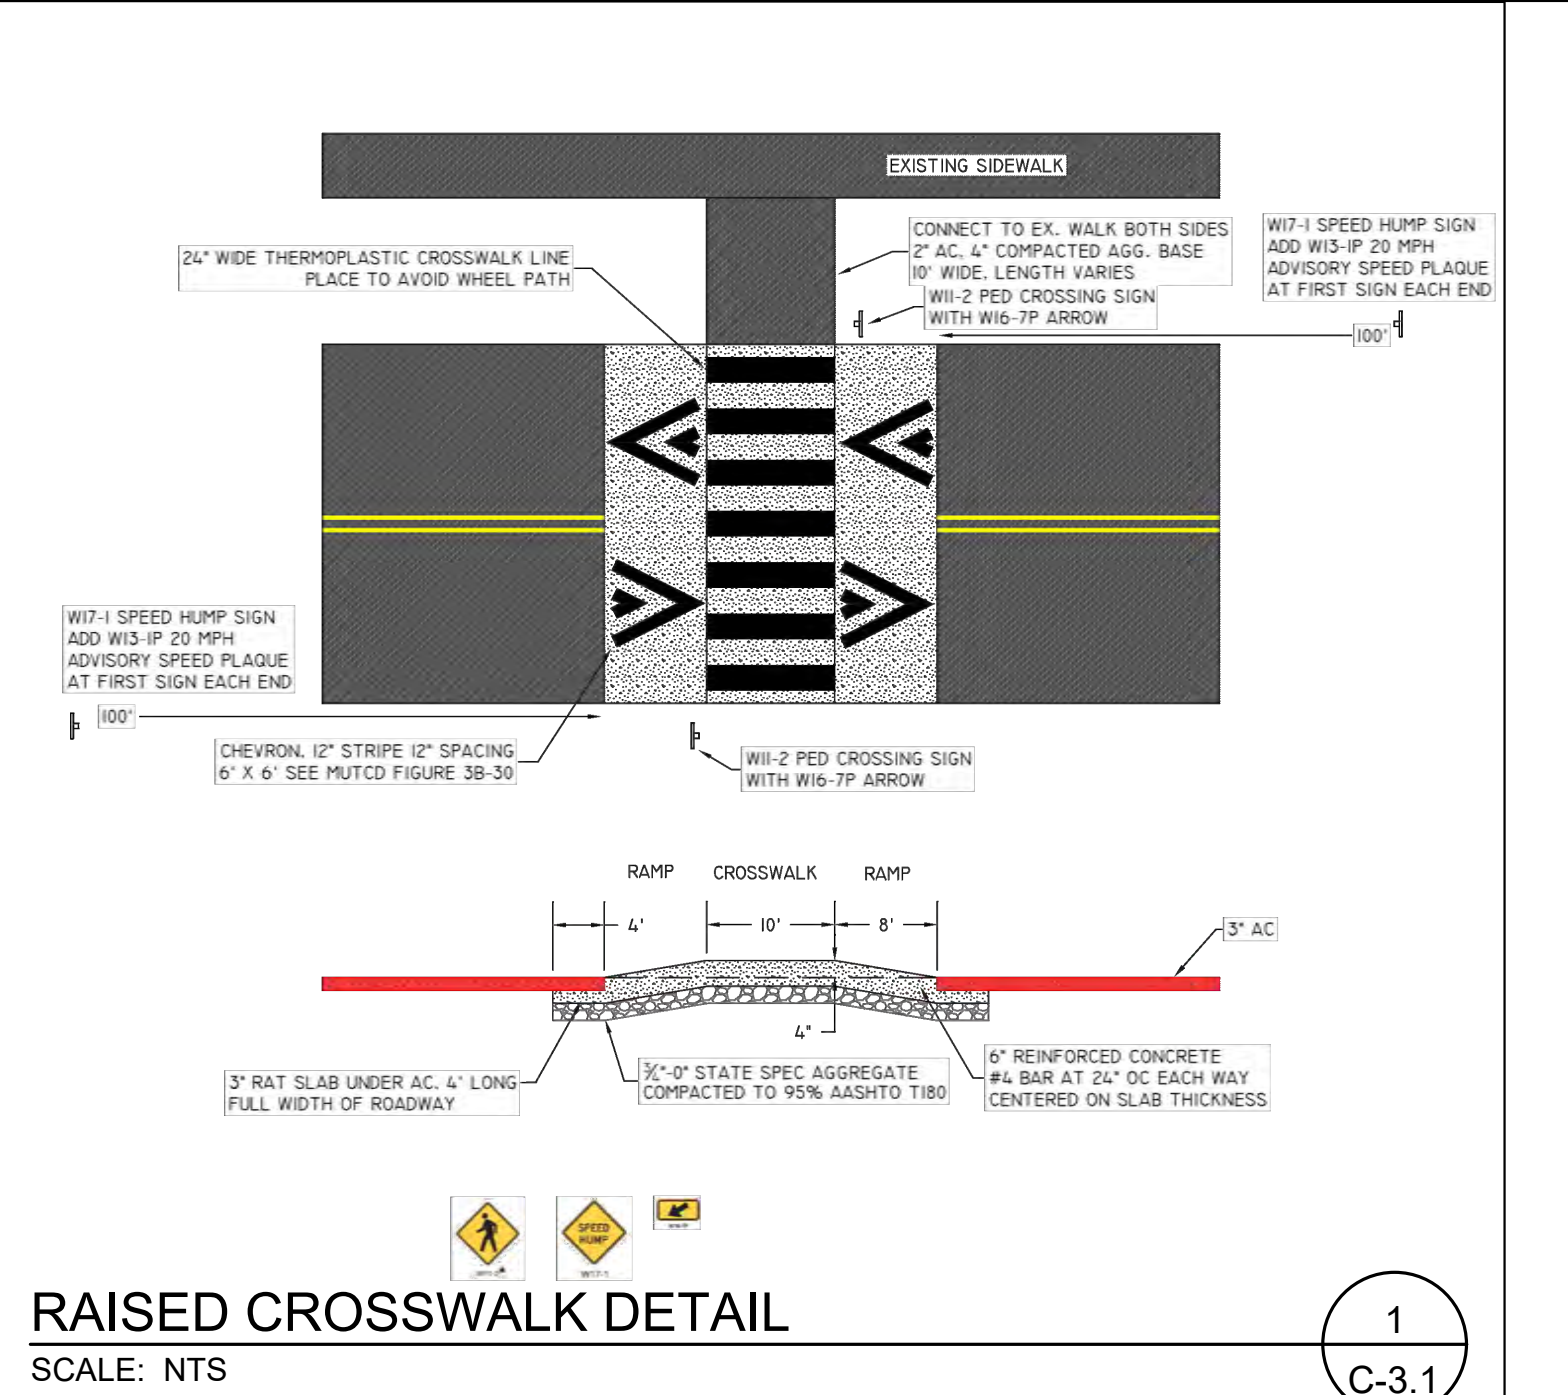 EXISTING SIDEWALK
24" WIDE THERMOPLASTIC CROSSWALK LINE
PLACE TO AVOID WHEEL PATH
CONNECT TO EX. WALK BOTH SIDES
2" AC, 4" COMPACTED AGG. BASE
10' WIDE, LENGTH VARIES
W11-2 PED CROSSING SIGN
WITH W16-7P ARROW
W17-1 SPEED HUMP SIGN
ADD W13-1P 20 MPH
ADVISORY SPEED PLAQUE
AT FIRST SIGN EACH END
100'
W17-1 SPEED HUMP SIGN
ADD W13-1P 20 MPH
ADVISORY SPEED PLAQUE
AT FIRST SIGN EACH END
100'
CHEVRON, 12" STRIPE 12" SPACING
6' X 6' SEE MUTCD FIGURE 3B-30
W11-2 PED CROSSING SIGN
WITH W16-7P ARROW
RAMP CROSSWALK RAMP
4' 10' 8'
3" AC
4"
3" RAT SLAB UNDER AC, 4' LONG
FULL WIDTH OF ROADWAY
¾"-0" STATE SPEC AGGREGATE
COMPACTED TO 95% AASHTO T180
6" REINFORCED CONCRETE
#4 BAR AT 24" OC EACH WAY
CENTERED ON SLAB THICKNESS
SPEED
HUMP
W17-1
RAISED CROSSWALK DETAIL
SCALE: NTS
1
C-3.1